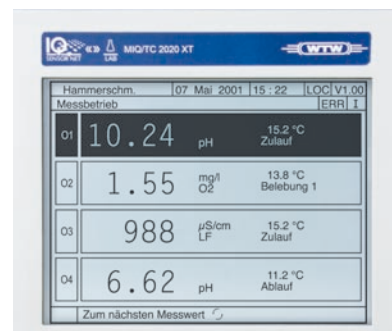 IQ SENSOR NET LAB MIQ/TC 2020 XT WTW
Hammerschm. 07 Mai 2001 15 : 22 LOC V1.00
Messbetrieb ERR I
01 10.24 pH 15.2 °C Zulauf
02 1.55 mg/l O2 13.8 °C Belebung 1
03 988 µS/cm LF 15.2 °C Zulauf
04 6.62 pH 11.2 °C Ablauf
Zum nächsten Messwert